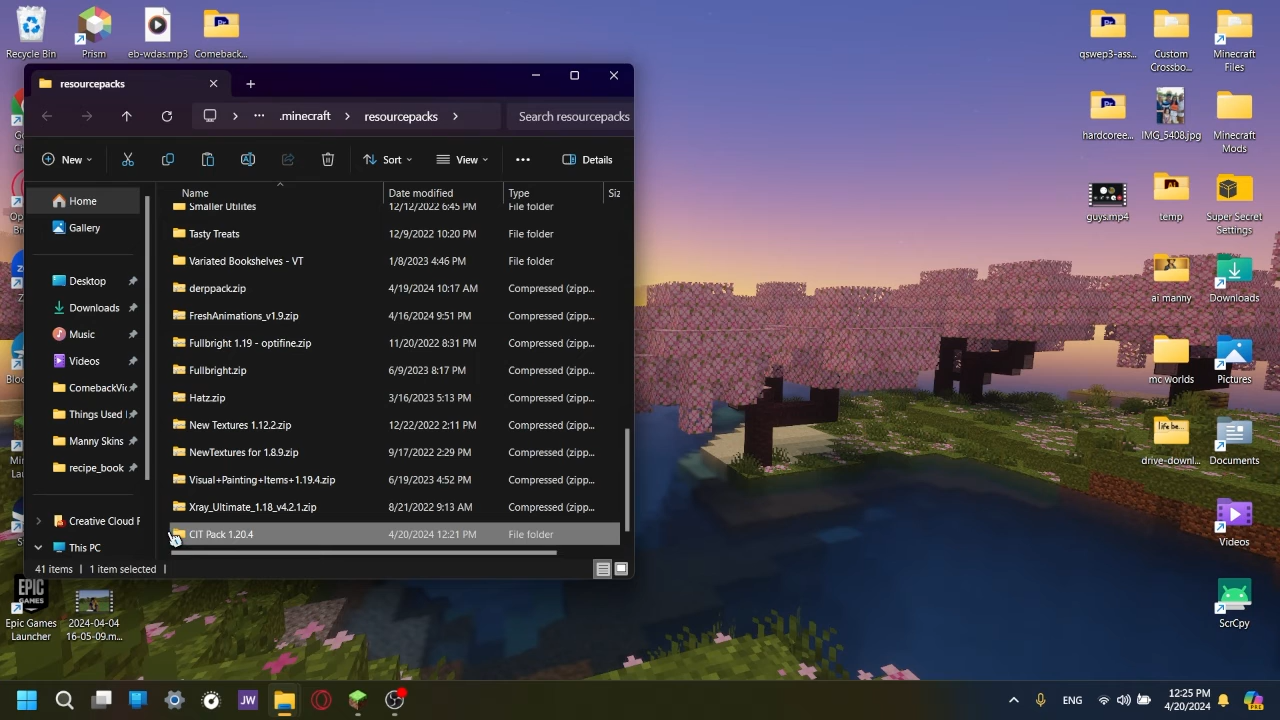 Recycle Bin
Prism
eb-wdas.mp3
Comeback...
qswep3-ass...
Custom
Crossbo...
Minecraft
Files
resourcepacks
.minecraft
resourcepacks
Search resourcepacks
hardcoree...
IMG_5408.jpg
Minecraft
Mods
New
Sort
View
Details
Name
Date modified
Type
Siz
Home
Gallery
Desktop
Downloads
Music
Videos
ComebackVi
Things Used
Manny Skins
recipe_book
Creative Cloud F
This PC
Smaller Utilites 12/12/2022 6:45 PM File folder
Tasty Treats 12/9/2022 10:20 PM File folder
Variated Bookshelves - VT 1/8/2023 4:46 PM File folder
derppack.zip 4/19/2024 10:17 AM Compressed (zipp...
FreshAnimations_v1.9.zip 4/16/2024 9:51 PM Compressed (zipp...
Fullbright 1.19 - optifine.zip 11/20/2022 8:31 PM Compressed (zipp...
Fullbright.zip 6/9/2023 8:17 PM Compressed (zipp...
Hatz.zip 3/16/2023 5:13 PM Compressed (zipp...
New Textures 1.12.2.zip 12/22/2022 2:11 PM Compressed (zipp...
NewTextures for 1.8.9.zip 9/17/2022 2:29 PM Compressed (zipp...
Visual+Painting+Items+1.19.4.zip 6/19/2023 4:52 PM Compressed (zipp...
Xray_Ultimate_1.18_v4.2.1.zip 8/21/2022 9:13 AM Compressed (zipp...
CIT Pack 1.20.4 4/20/2024 12:21 PM File folder
41 items | 1 item selected |
guys.mp4
temp
Super Secret
Settings
ai manny
Downloads
mc worlds
Pictures
life be...
drive-downl...
Documents
Videos
ScrCpy
EPIC
GAMES
Epic Games
Launcher
2024-04-04
16-05-09.m...
JW
ENG
12:25 PM
4/20/2024